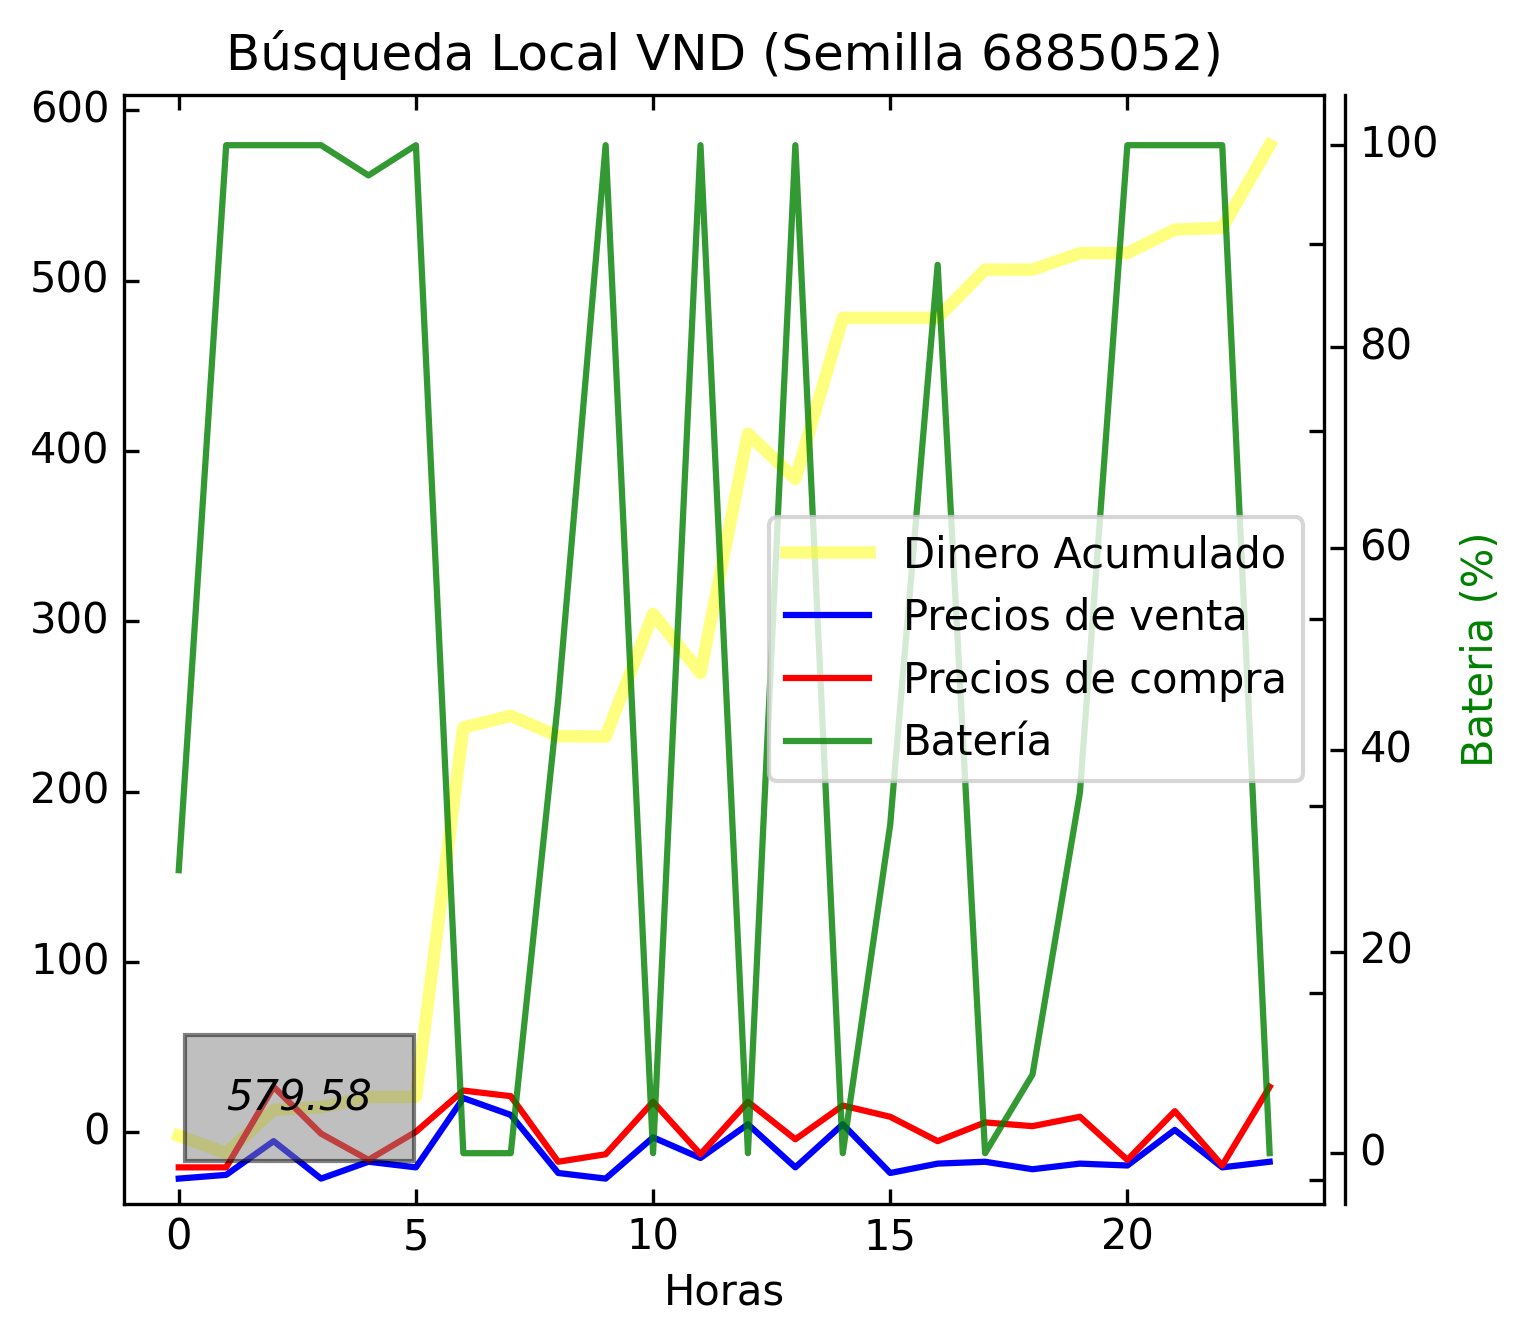 Búsqueda Local VND (Semilla 6885052)
600
500
400
300
200
100
0
100
80
60
40
20
0
Bateria (%)
Dinero Acumulado
Precios de venta
Precios de compra
Batería
579.58
0 5 10 15 20
Horas